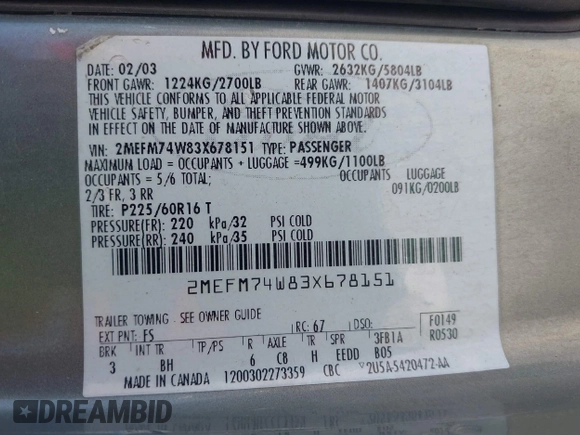 MFD. BY FORD MOTOR CO.
DATE: 02/03 GVWR: 2632KG/5804LB
FRONT GAWR: 1224KG/2700LB REAR GAWR: 1407KG/3104LB
THIS VEHICLE CONFORMS TO ALL APPLICABLE FEDERAL MOTOR
VEHICLE SAFETY, BUMPER, AND THEFT PREVENTION STANDARDS
IN EFFECT ON THE DATE OF MANUFACTURE SHOWN ABOVE.
VIN: 2MEFM74W83X678151 TYPE: PASSENGER
MAXIMUM LOAD = OCCUPANTS + LUGGAGE =499KG/1100LB
OCCUPANTS = 5/6 TOTAL; OCCUPANTS LUGGAGE
2/3 FR, 3 RR 091KG/0200LB
TIRE: P225/60R16 T
PRESSURE(FR): 220 kPa/32 PSI COLD
PRESSURE(RR): 240 kPa/35 PSI COLD
2MEFM74W83X678151
TRAILER TOWING - SEE OWNER GUIDE
EXT PNT: FS RC: 67 DSO: F0149
BRK INT TR TP/PS R AXLE TR SPR 3FB1A R0530
3 BH 6 C8 H EEDD B05
MADE IN CANADA 1200302273359 CBC 2U5A-5420472-AA
DREAMBID